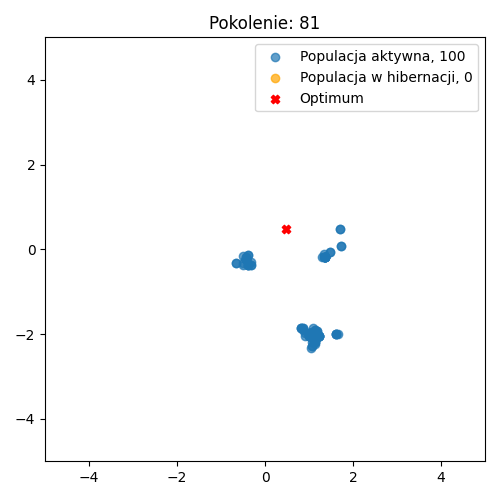 Pokolenie: 81
Populacja aktywna, 100
Populacja w hibernacji, 0
Optimum
4
2
0
−2
−4
−4 −2 0 2 4